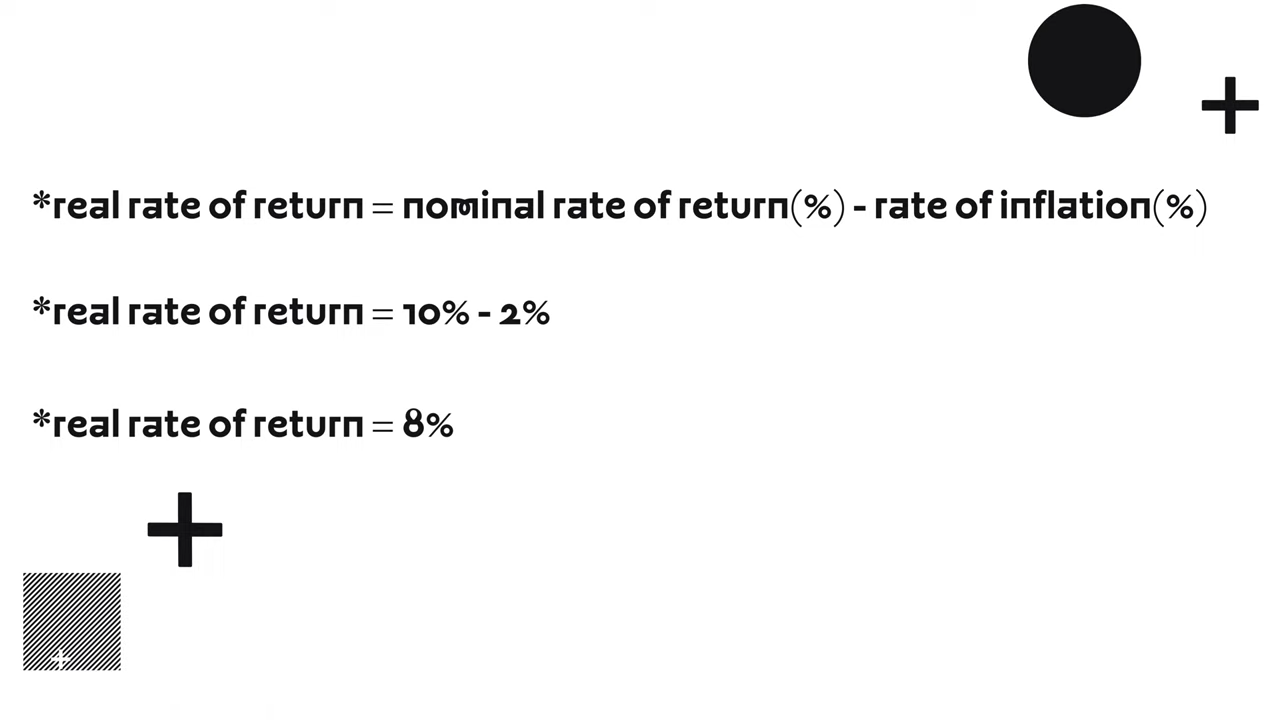 *real rate of return = nominal rate of return(%) - rate of inflation(%)
*real rate of return = 10% - 2%
*real rate of return = 8%